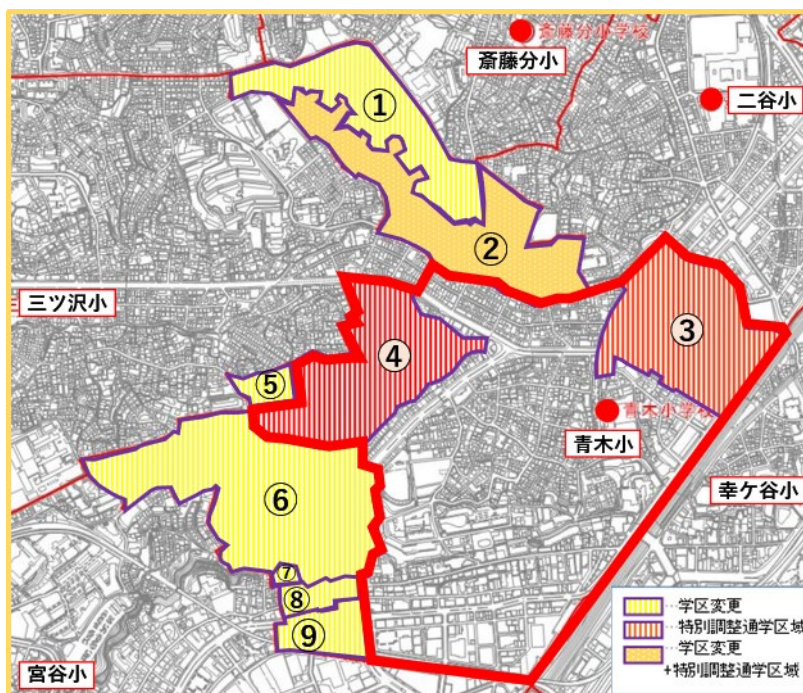 斎藤分小学校
斎藤分小
二谷小
①
②
三ツ沢小
③
④
⑤
青木小学校
青木小
幸ケ谷小
⑥
⑦
⑧
⑨
宮谷小
…学区変更
…特別調整通学区域
…学区変更
+特別調整通学区域